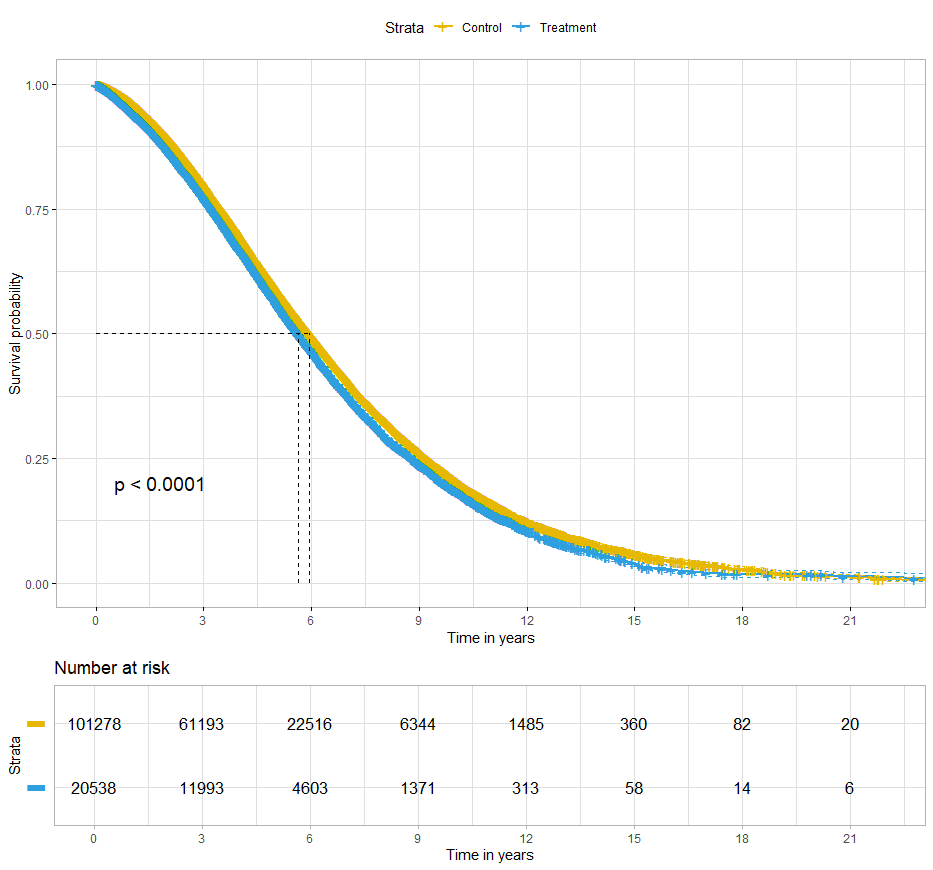 Strata Control Treatment
1.00
0.75
0.50
0.25
0.00
Survival probability
p < 0.0001
0 3 6 9 12 15 18 21
Time in years
Number at risk
Strata
101278 61193 22516 6344 1485 360 82 20
20538 11993 4603 1371 313 58 14 6
0 3 6 9 12 15 18 21
Time in years